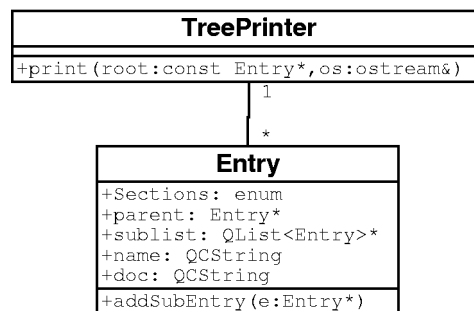 TreePrinter
+print(root:const Entry*,os:ostream&)
1
*
Entry
+Sections: enum
+parent: Entry*
+sublist: QList<Entry>*
+name: QCString
+doc: QCString
+addSubEntry(e:Entry*)